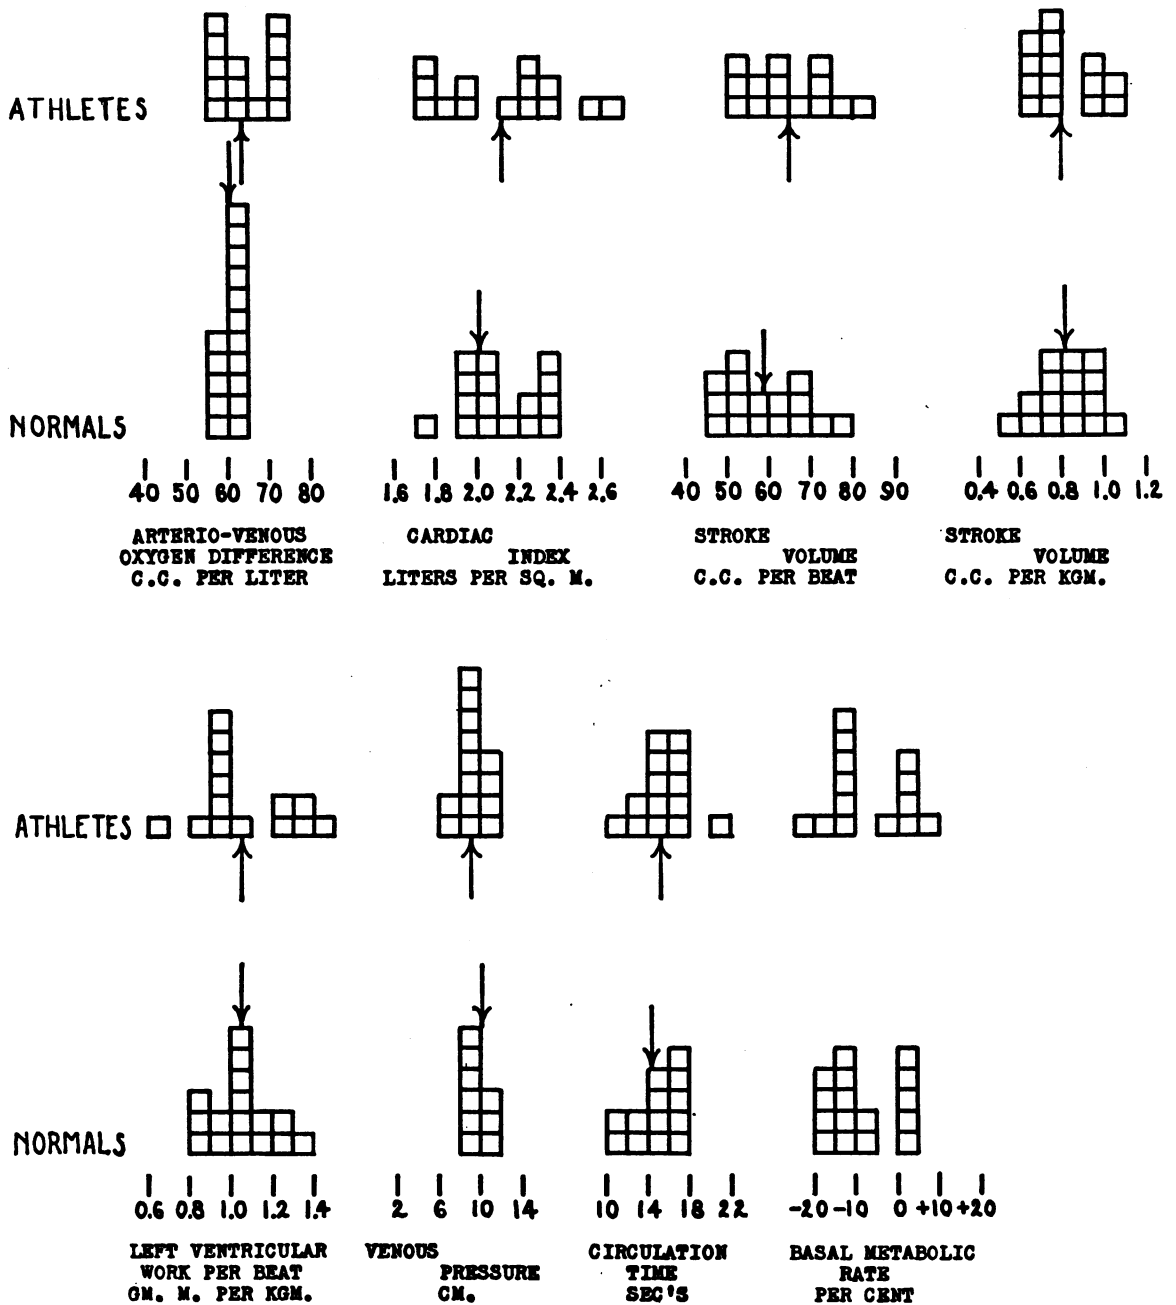 ATHLETES
NORMALS
40 50 60 70 80
1.6 1.8 2.0 2.2 2.4 2.6
40 50 60 70 80 90
0.4 0.6 0.8 1.0 1.2
ARTERIO-VENOUS
OXYGEN DIFFERENCE
C.C. PER LITER
CARDIAC
INDEX
LITERS PER SQ. M.
STROKE
VOLUME
C.C. PER BEAT
STROKE
VOLUME
C.C. PER KGM.
ATHLETES
NORMALS
0.6 0.8 1.0 1.2 1.4
2 6 10 14
10 14 18 22
-20 -10 0 +10 +20
LEFT VENTRICULAR
WORK PER BEAT
GM. M. PER KGM.
VENOUS
PRESSURE
CM.
CIRCULATION
TIME
SEC'S
BASAL METABOLIC
RATE
PER CENT